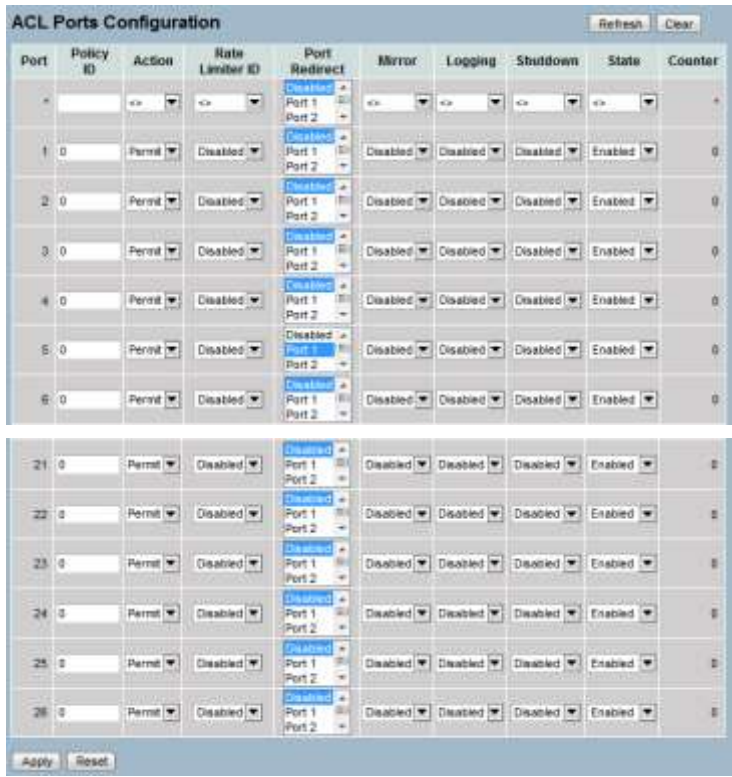 ACL Ports Configuration Refresh Clear
Port Policy ID Action Rate Limiter ID Port Redirect Mirror Logging Shutdown State Counter
* <> <> Disabled Port 1 Port 2 <> <> <> <> *
1 0 Permit Disabled Disabled Port 1 Port 2 Disabled Disabled Disabled Enabled 0
2 0 Permit Disabled Disabled Port 1 Port 2 Disabled Disabled Disabled Enabled 0
3 0 Permit Disabled Disabled Port 1 Port 2 Disabled Disabled Disabled Enabled 0
4 0 Permit Disabled Disabled Port 1 Port 2 Disabled Disabled Disabled Enabled 0
5 0 Permit Disabled Disabled Port 1 Port 2 Disabled Disabled Disabled Enabled 0
6 0 Permit Disabled Disabled Port 1 Port 2 Disabled Disabled Disabled Enabled 0
21 0 Permit Disabled Disabled Port 1 Port 2 Disabled Disabled Disabled Enabled 0
22 0 Permit Disabled Disabled Port 1 Port 2 Disabled Disabled Disabled Enabled 0
23 0 Permit Disabled Disabled Port 1 Port 2 Disabled Disabled Disabled Enabled 0
24 0 Permit Disabled Disabled Port 1 Port 2 Disabled Disabled Disabled Enabled 0
25 0 Permit Disabled Disabled Port 1 Port 2 Disabled Disabled Disabled Enabled 0
26 0 Permit Disabled Disabled Port 1 Port 2 Disabled Disabled Disabled Enabled 0
Apply Reset